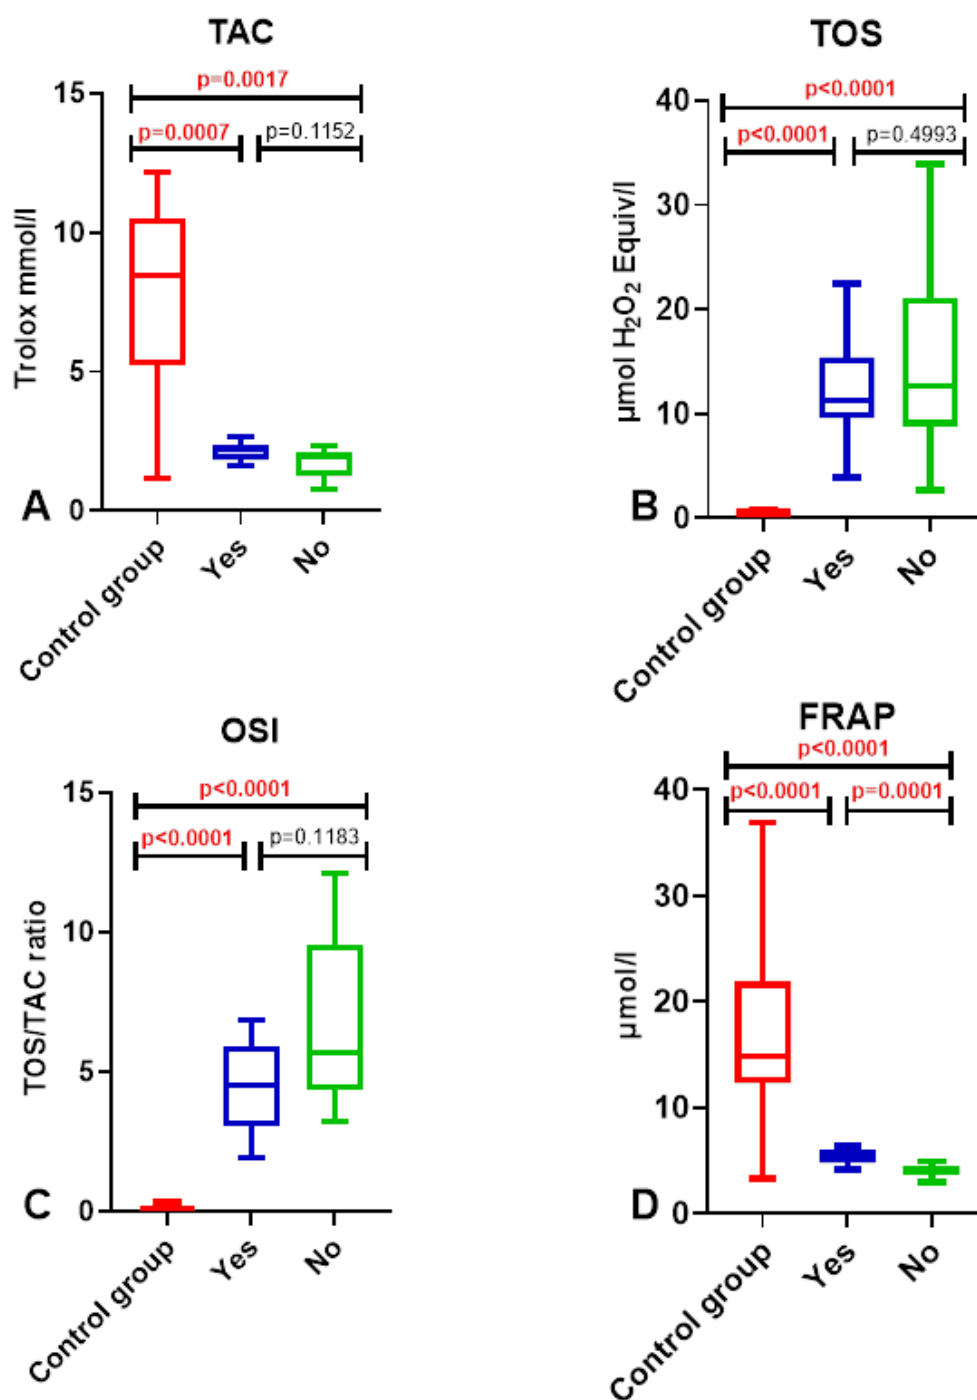 TAC
p=0.0017
p=0.0007
p=0.1152
15
10
5
0
Trolox mmol/l
A
Control group
Yes
No
TOS
p<0.0001
p<0.0001
p=0.4993
40
30
20
10
0
µmol H₂O₂ Equiv/l
B
Control group
Yes
No
OSI
p<0.0001
p<0.0001
p=0.1183
15
10
5
0
TOS/TAC ratio
C
Control group
Yes
No
FRAP
p<0.0001
p<0.0001
p=0.0001
40
30
20
10
0
µmol/l
D
Control group
Yes
No